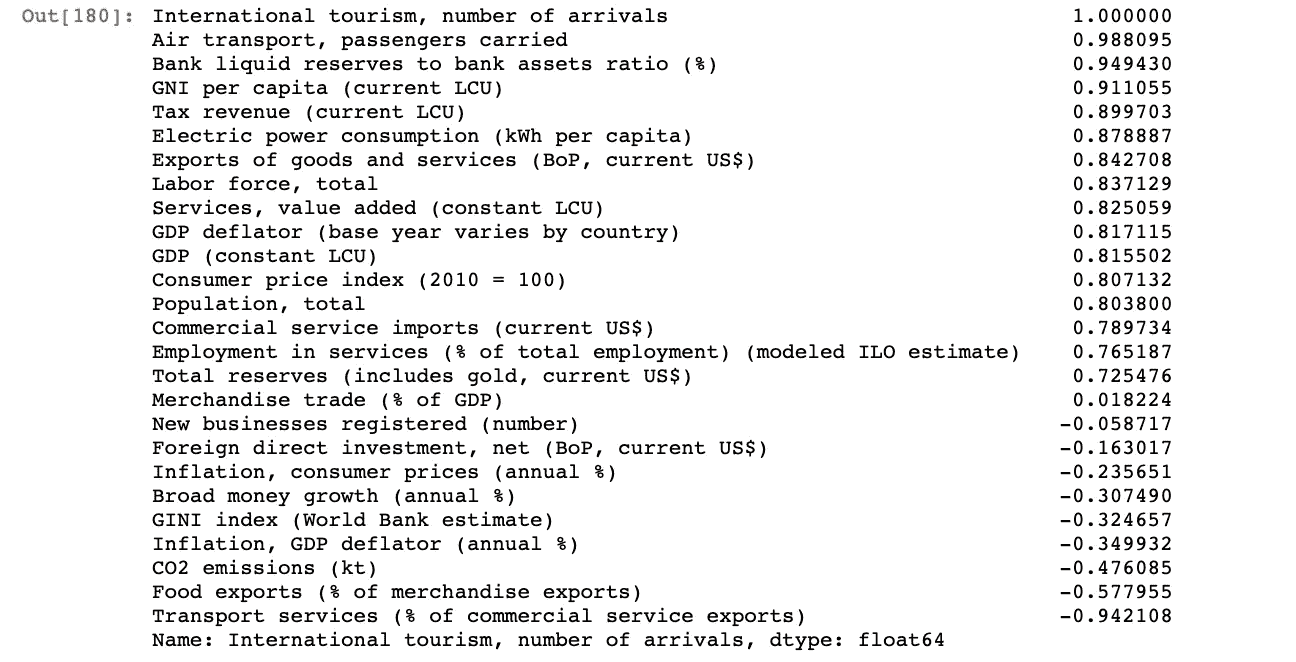 Out[180]: International tourism, number of arrivals 1.000000
Air transport, passengers carried 0.988095
Bank liquid reserves to bank assets ratio (%) 0.949430
GNI per capita (current LCU) 0.911055
Tax revenue (current LCU) 0.899703
Electric power consumption (kWh per capita) 0.878887
Exports of goods and services (BoP, current US$) 0.842708
Labor force, total 0.837129
Services, value added (constant LCU) 0.825059
GDP deflator (base year varies by country) 0.817115
GDP (constant LCU) 0.815502
Consumer price index (2010 = 100) 0.807132
Population, total 0.803800
Commercial service imports (current US$) 0.789734
Employment in services (% of total employment) (modeled ILO estimate) 0.765187
Total reserves (includes gold, current US$) 0.725476
Merchandise trade (% of GDP) 0.018224
New businesses registered (number) -0.058717
Foreign direct investment, net (BoP, current US$) -0.163017
Inflation, consumer prices (annual %) -0.235651
Broad money growth (annual %) -0.307490
GINI index (World Bank estimate) -0.324657
Inflation, GDP deflator (annual %) -0.349932
CO2 emissions (kt) -0.476085
Food exports (% of merchandise exports) -0.577955
Transport services (% of commercial service exports) -0.942108
Name: International tourism, number of arrivals, dtype: float64